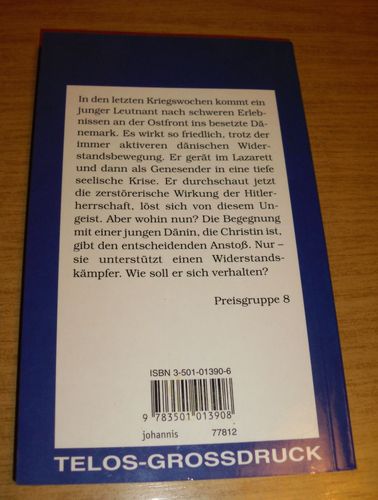 In den letzten Kriegswochen kommt ein
junger Leutnant nach schweren Erleb-
nissen an der Ostfront ins besetzte Dä-
nemark. Es wirkt so friedlich, trotz der
immer aktiveren dänischen Wider-
standsbewegung. Er gerät im Lazarett
und dann als Genesender in eine tiefe
seelische Krise. Er durchschaut jetzt
die zerstörerische Wirkung der Hitler-
herrschaft, löst sich von diesem Un-
geist. Aber wohin nun? Die Begegnung
mit einer jungen Dänin, die Christin ist,
gibt den entscheidenden Anstoß. Nur –
sie unterstützt einen Widerstands-
kämpfer. Wie soll er sich verhalten?
Preisgruppe 8
ISBN 3-501-01390-6
9 783501 013908
johannis 77812
TELOS-GROSSDRUCK